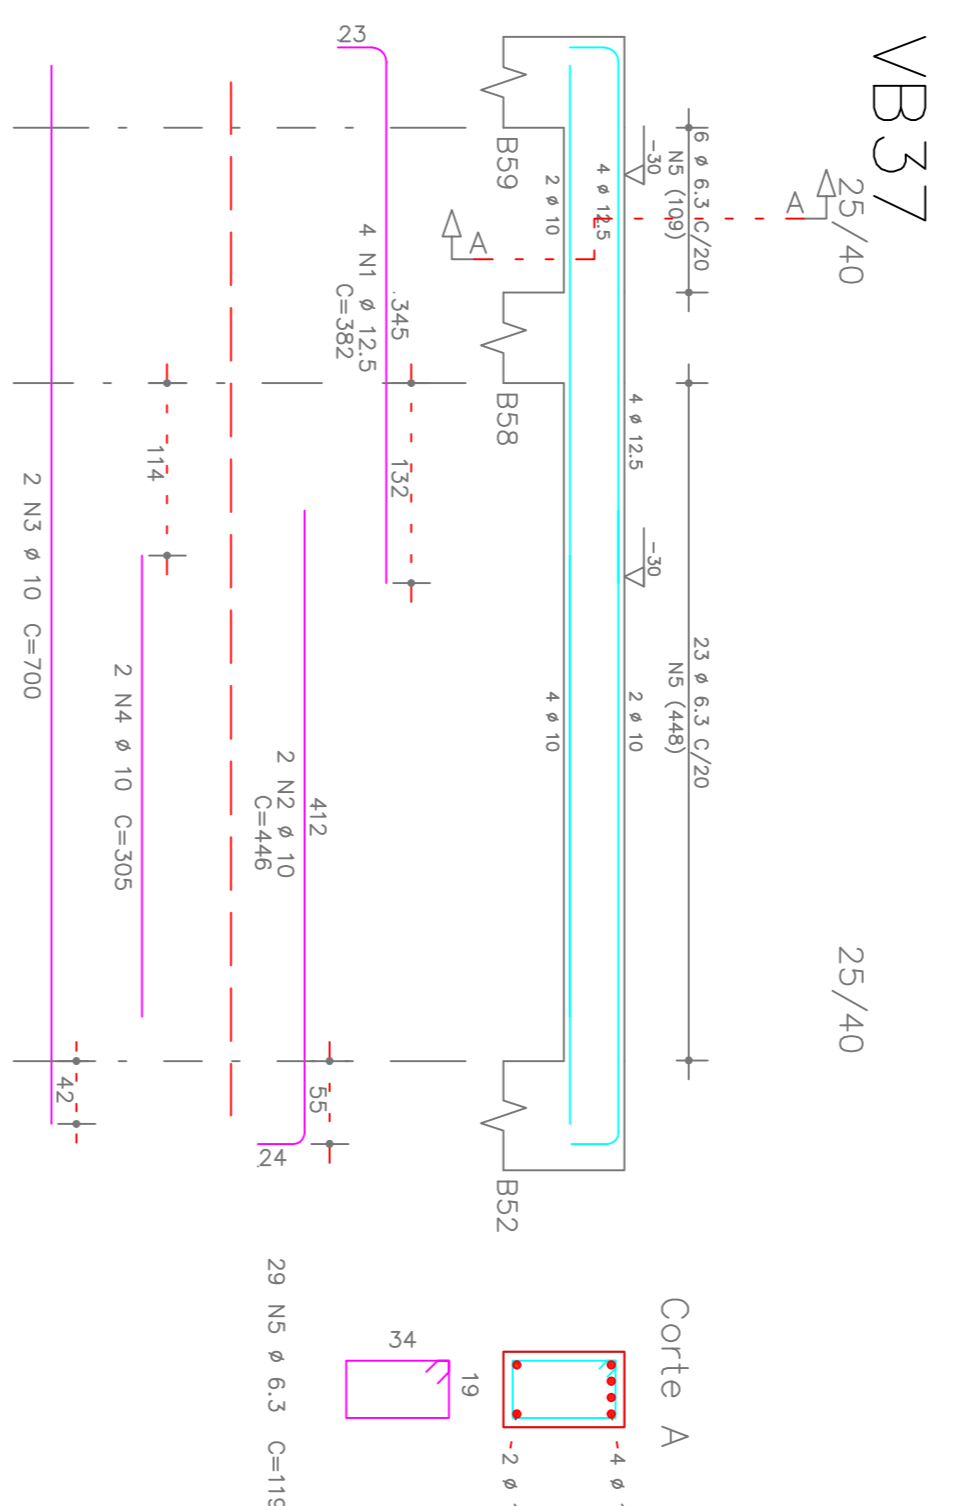 VB37
25/40
25/40
A
6 ø 6.3 C/20
N5 (109)
23 ø 6.3 C/20
N5 (448)
-30
-30
4 ø 12.5
4 ø 12.5
2 ø 10
2 ø 10
4 ø 10
A
B59
B58
B52
23
345
132
4 N1 ø 12.5
C=382
412
55
2 N2 ø 10
C=446
24
114
2 N4 ø 10 C=305
42
2 N3 ø 10 C=700
Corte A
4 ø
2 ø
19
34
29 N5 ø 6.3 C=119